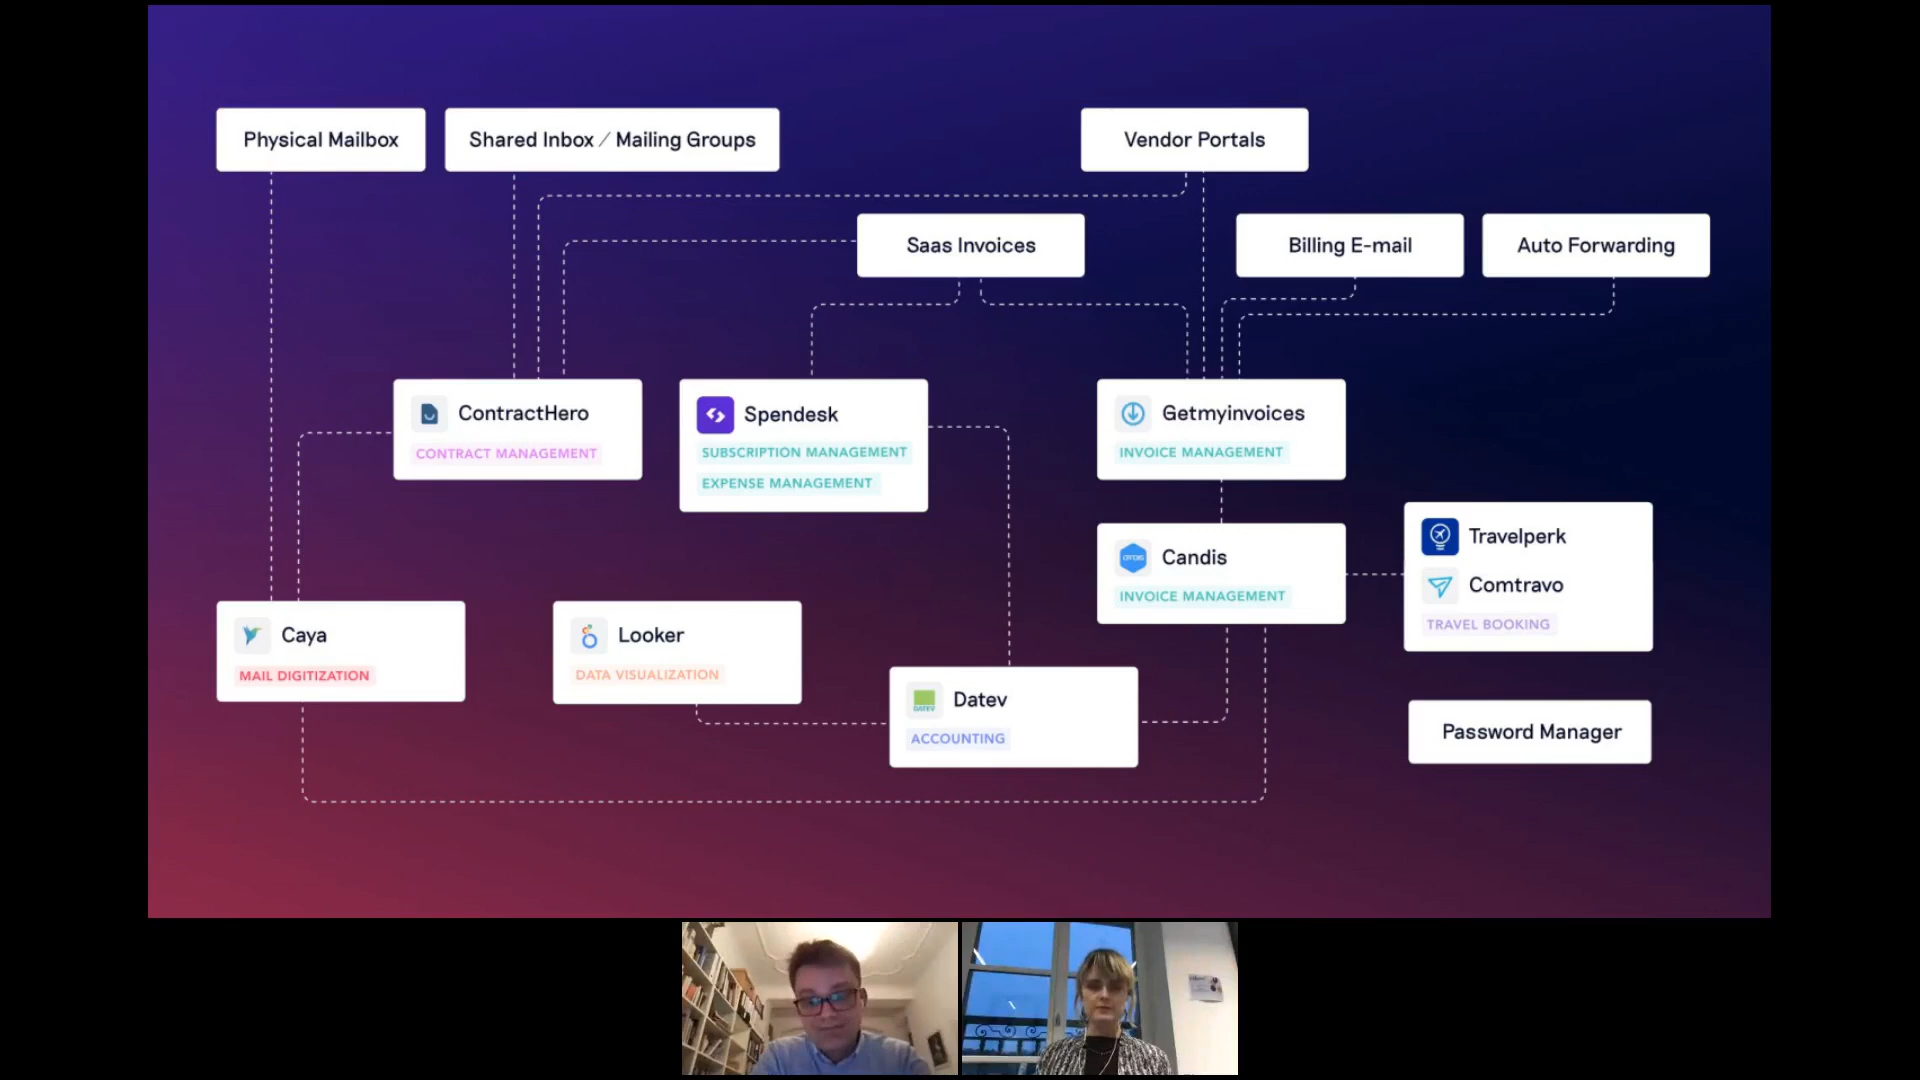 Physical Mailbox
Shared Inbox / Mailing Groups
Vendor Portals
Saas Invoices
Billing E-mail
Auto Forwarding
ContractHero
CONTRACT MANAGEMENT
Spendesk
SUBSCRIPTION MANAGEMENT
EXPENSE MANAGEMENT
Getmyinvoices
INVOICE MANAGEMENT
Candis
INVOICE MANAGEMENT
Travelperk
Comtravo
TRAVEL BOOKING
Caya
MAIL DIGITIZATION
Looker
DATA VISUALIZATION
Datev
DATEV
ACCOUNTING
Password Manager